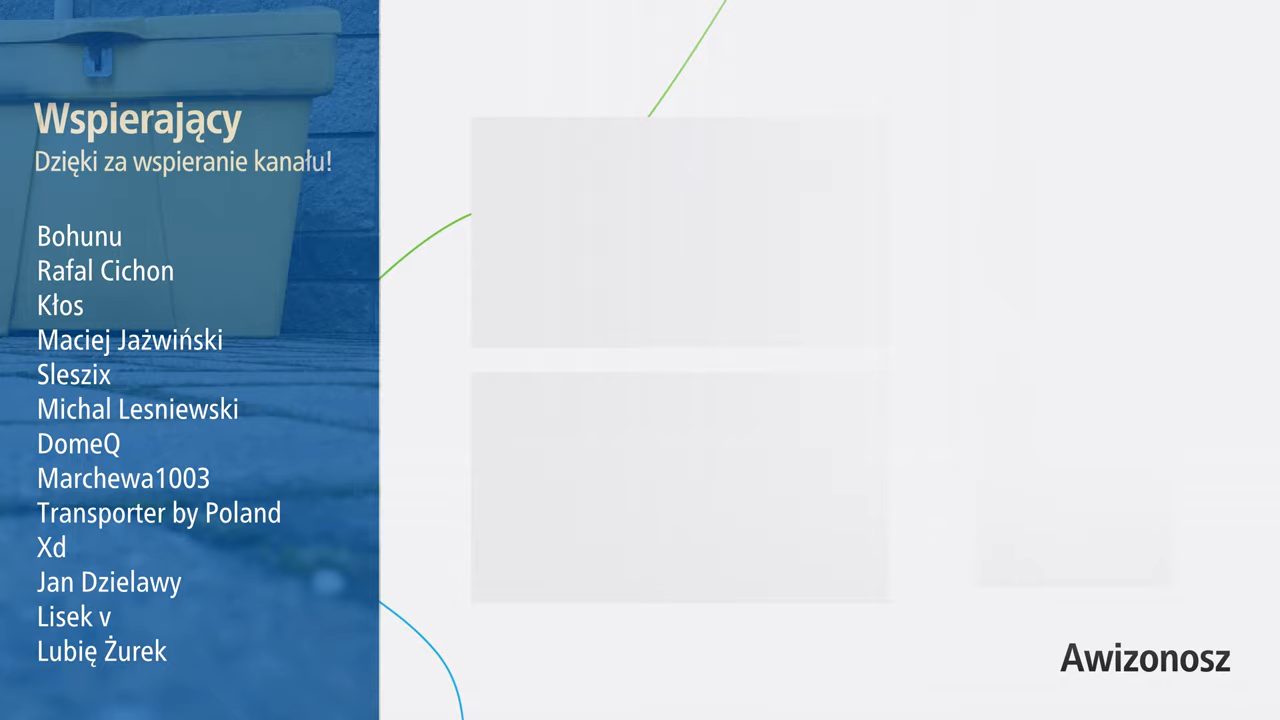 Wspierający
Dzięki za wspieranie kanału!
Bohunu
Rafal Cichon
Kłos
Maciej Jażwiński
Sleszix
Michal Lesniewski
DomeQ
Marchewa1003
Transporter by Poland
Xd
Jan Dzielawy
Lisek v
Lubię Żurek
Awizonosz